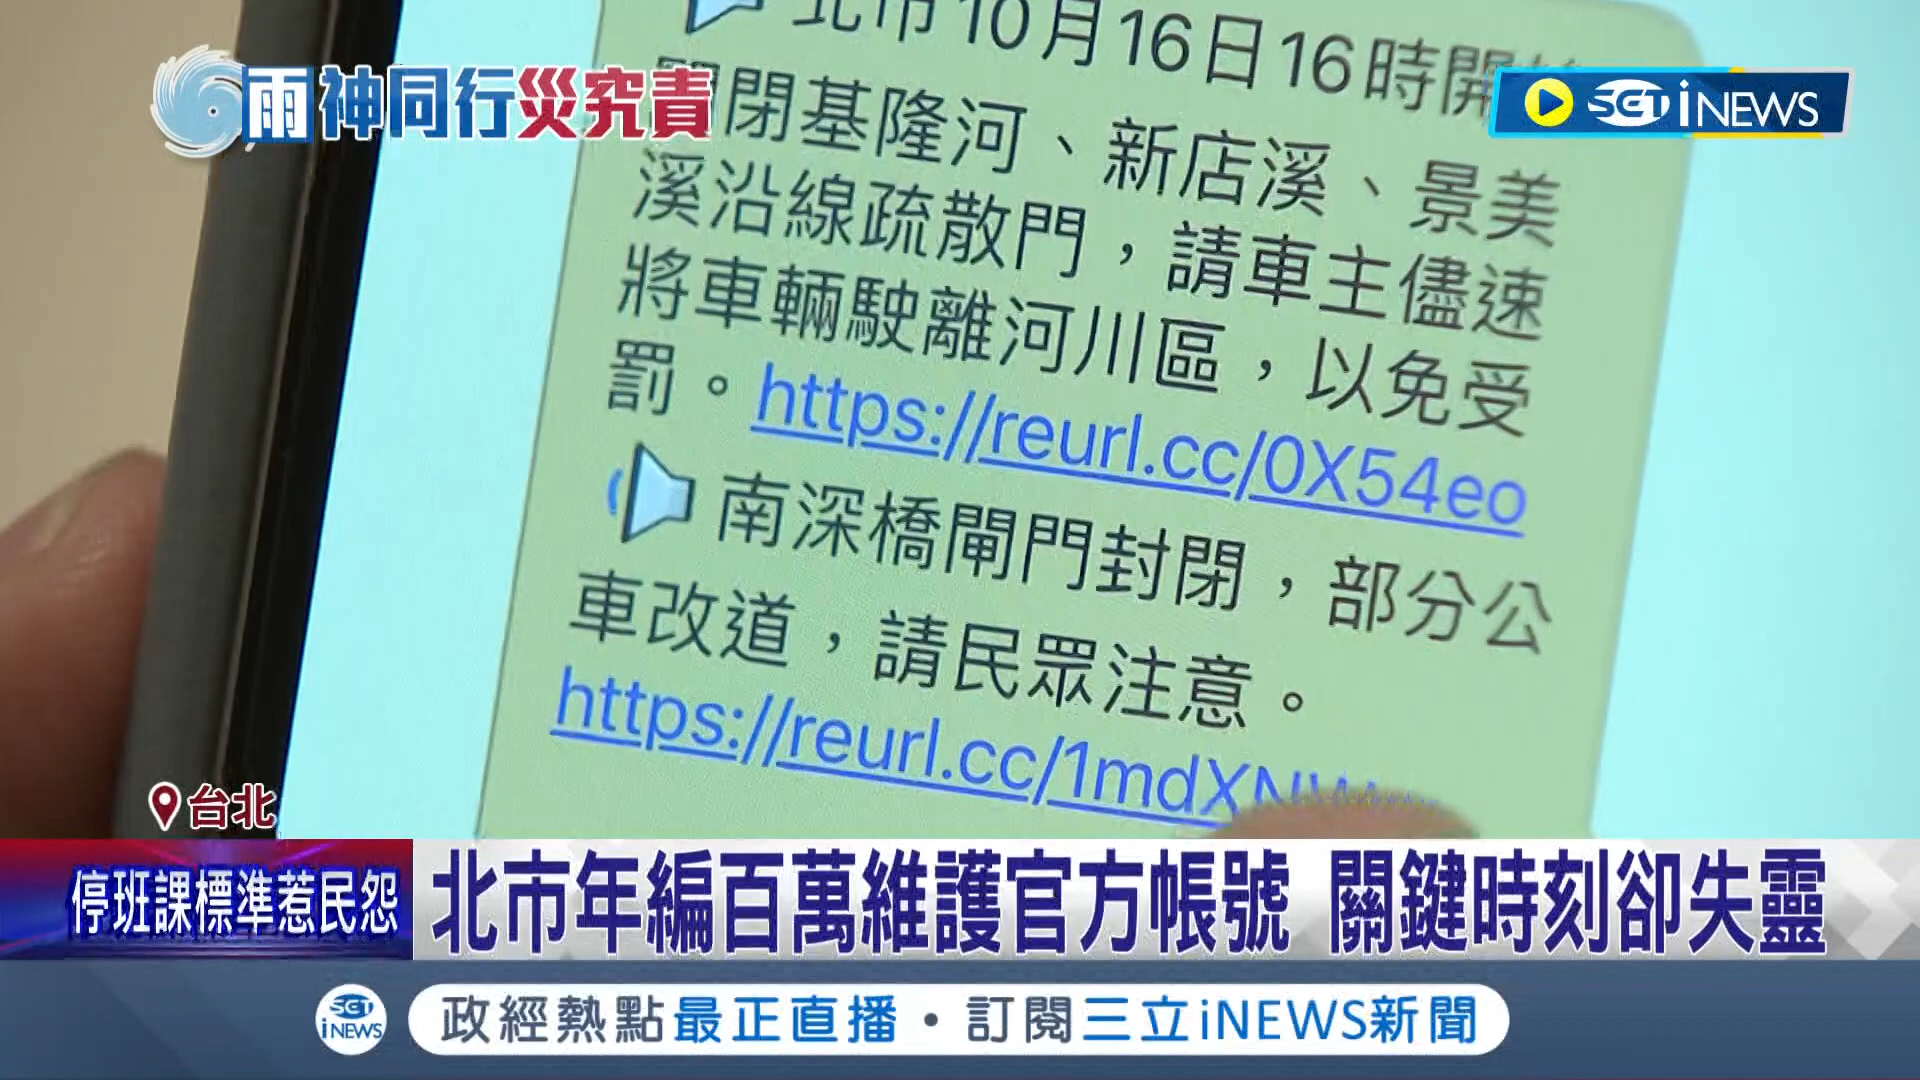 北市10月16日16時開始
關閉基隆河、新店溪、景美
溪沿線疏散門，請車主儘速
將車輛駛離河川區，以免受
罰。https://reurl.cc/0X54eo
南深橋閘門封閉，部分公
車改道，請民眾注意。
https://reurl.cc/1mdXN
雨神同行災究責
SET iNEWS
台北
停班課標準惹民怨
北市年編百萬維護官方帳號 關鍵時刻卻失靈
SET iNEWS
政經熱點最正直播・訂閱三立iNEWS新聞